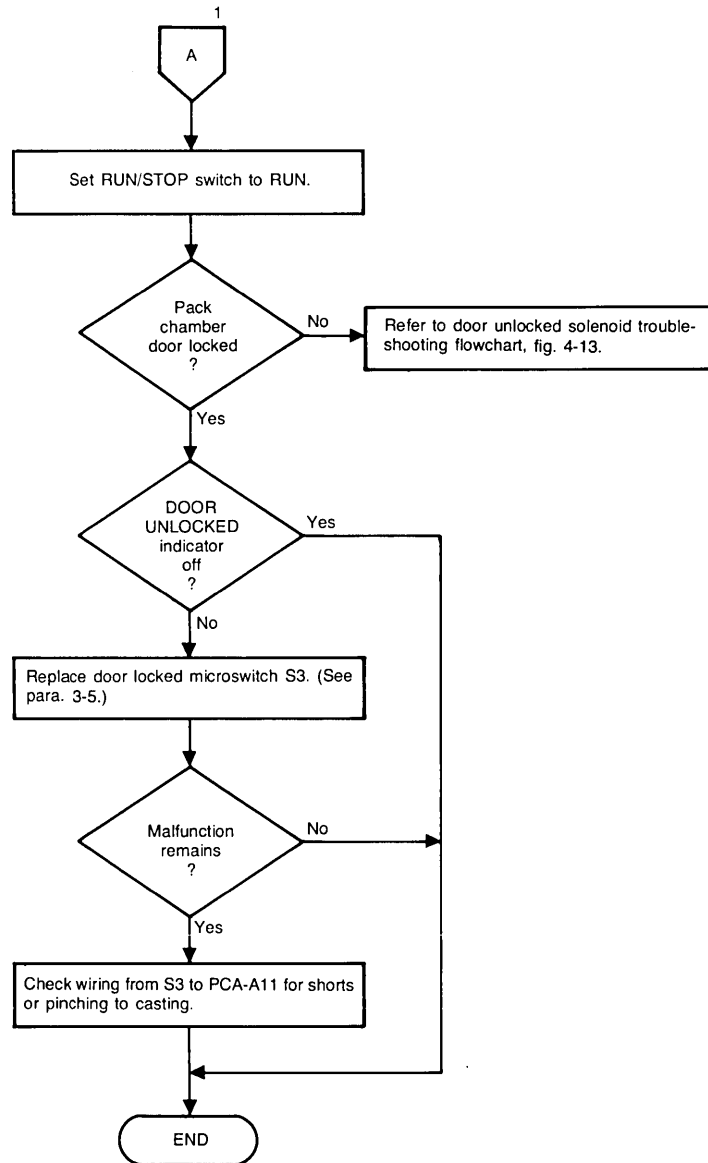 1
A
Set RUN/STOP switch to RUN.
Pack
chamber
door locked
?
No
Refer to door unlocked solenoid trouble-
shooting flowchart, fig. 4-13.
Yes
DOOR
UNLOCKED
indicator
off
?
Yes
No
Replace door locked microswitch S3. (See
para. 3-5.)
Malfunction
remains
?
No
Yes
Check wiring from S3 to PCA-A11 for shorts
or pinching to casting.
END